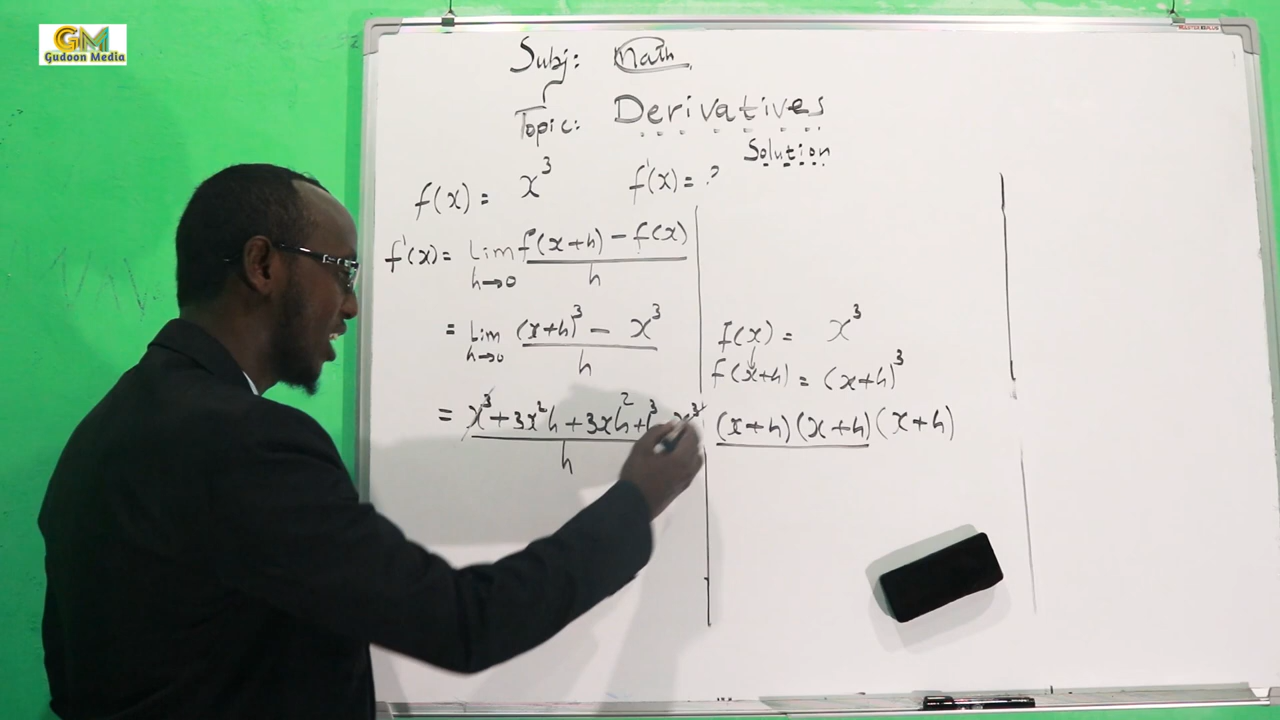 GM
Gudoon Media
Subj: Math
Topic: Derivatives
Solution
f(x) = x³ f'(x) = ?
f'(x) = Lim f(x+h) - f(x)
h→0 h
= Lim (x+h)³ - x³
h→0 h
= x³ + 3x²h + 3xh² + h³ - x³
h
f(x) = x³
f(x+h) = (x+h)³
(x+h)(x+h)(x+h)